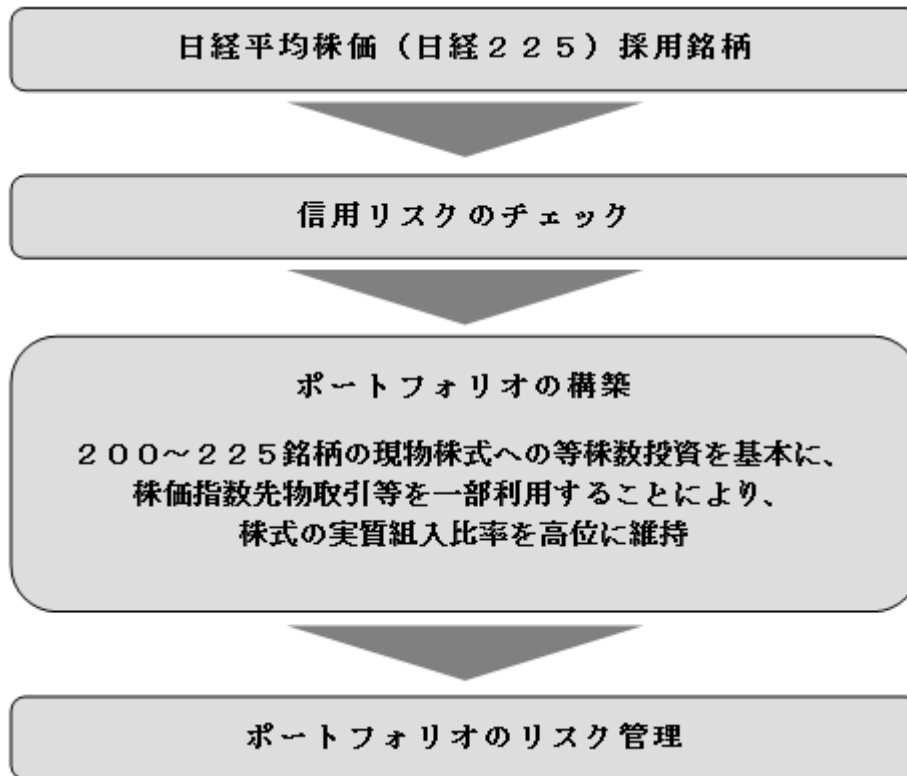 日経平均株価（日経２２５）採用銘柄
信用リスクのチェック
ポートフォリオの構築
２００～２２５銘柄の現物株式への等株数投資を基本に、
株価指数先物取引等を一部利用することにより、
株式の実質組入比率を高位に維持
ポートフォリオのリスク管理